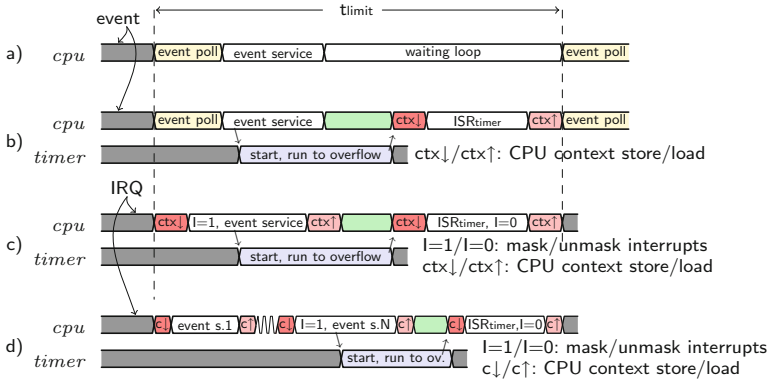 event
tlimit
a) cpu event poll event service waiting loop event poll
b)
cpu event poll event service ctx↓ ISRtimer ctx↑ event poll
timer start, run to overflow ctx↓/ctx↑: CPU context store/load
IRQ
c)
cpu ctx↓ I=1, event service ctx↑ ctx↓ ISRtimer, I=0 ctx↑
timer start, run to overflow
I=1/I=0: mask/unmask interrupts
ctx↓/ctx↑: CPU context store/load
d)
cpu c↓ event s.1 c↑ c↓ I=1, event s.N c↑ c↓ ISRtimer,I=0 c↑
timer start, run to ov.
I=1/I=0: mask/unmask interrupts
c↓/c↑: CPU context store/load